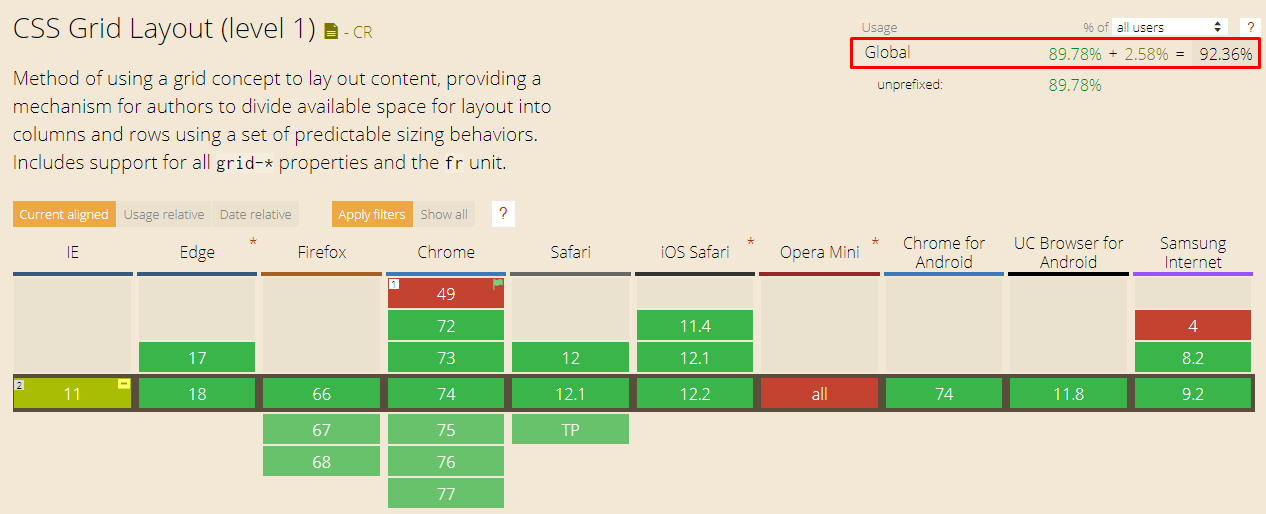 CSS Grid Layout (level 1) - CR
Usage % of all users ?
Global 89.78% + 2.58% = 92.36%
unprefixed: 89.78%
Method of using a grid concept to lay out content, providing a
mechanism for authors to divide available space for layout into
columns and rows using a set of predictable sizing behaviors.
Includes support for all grid-* properties and the fr unit.
Current aligned Usage relative Date relative Apply filters Show all ?
IE Edge * Firefox Chrome Safari iOS Safari * Opera Mini * Chrome for Android UC Browser for Android Samsung Internet
1 49
72 11.4 4
17 73 12 12.1 8.2
2 11 18 66 74 12.1 12.2 all 74 11.8 9.2
67 75 TP
68 76
77